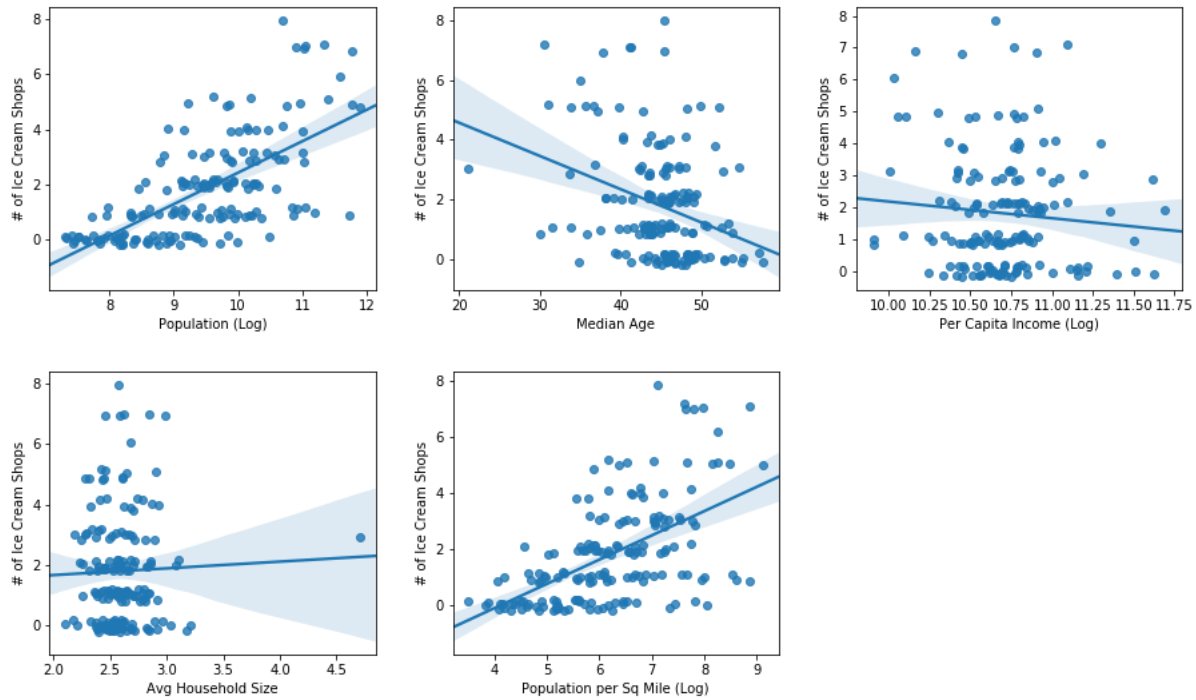 # of Ice Cream Shops
8
6
4
2
0
8 9 10 11 12
Population (Log)
# of Ice Cream Shops
8
6
4
2
0
20 30 40 50
Median Age
# of Ice Cream Shops
8
7
6
5
4
3
2
1
0
10.00 10.25 10.50 10.75 11.00 11.25 11.50 11.75
Per Capita Income (Log)
# of Ice Cream Shops
8
6
4
2
0
2.0 2.5 3.0 3.5 4.0 4.5
Avg Household Size
# of Ice Cream Shops
8
6
4
2
0
4 5 6 7 8 9
Population per Sq Mile (Log)